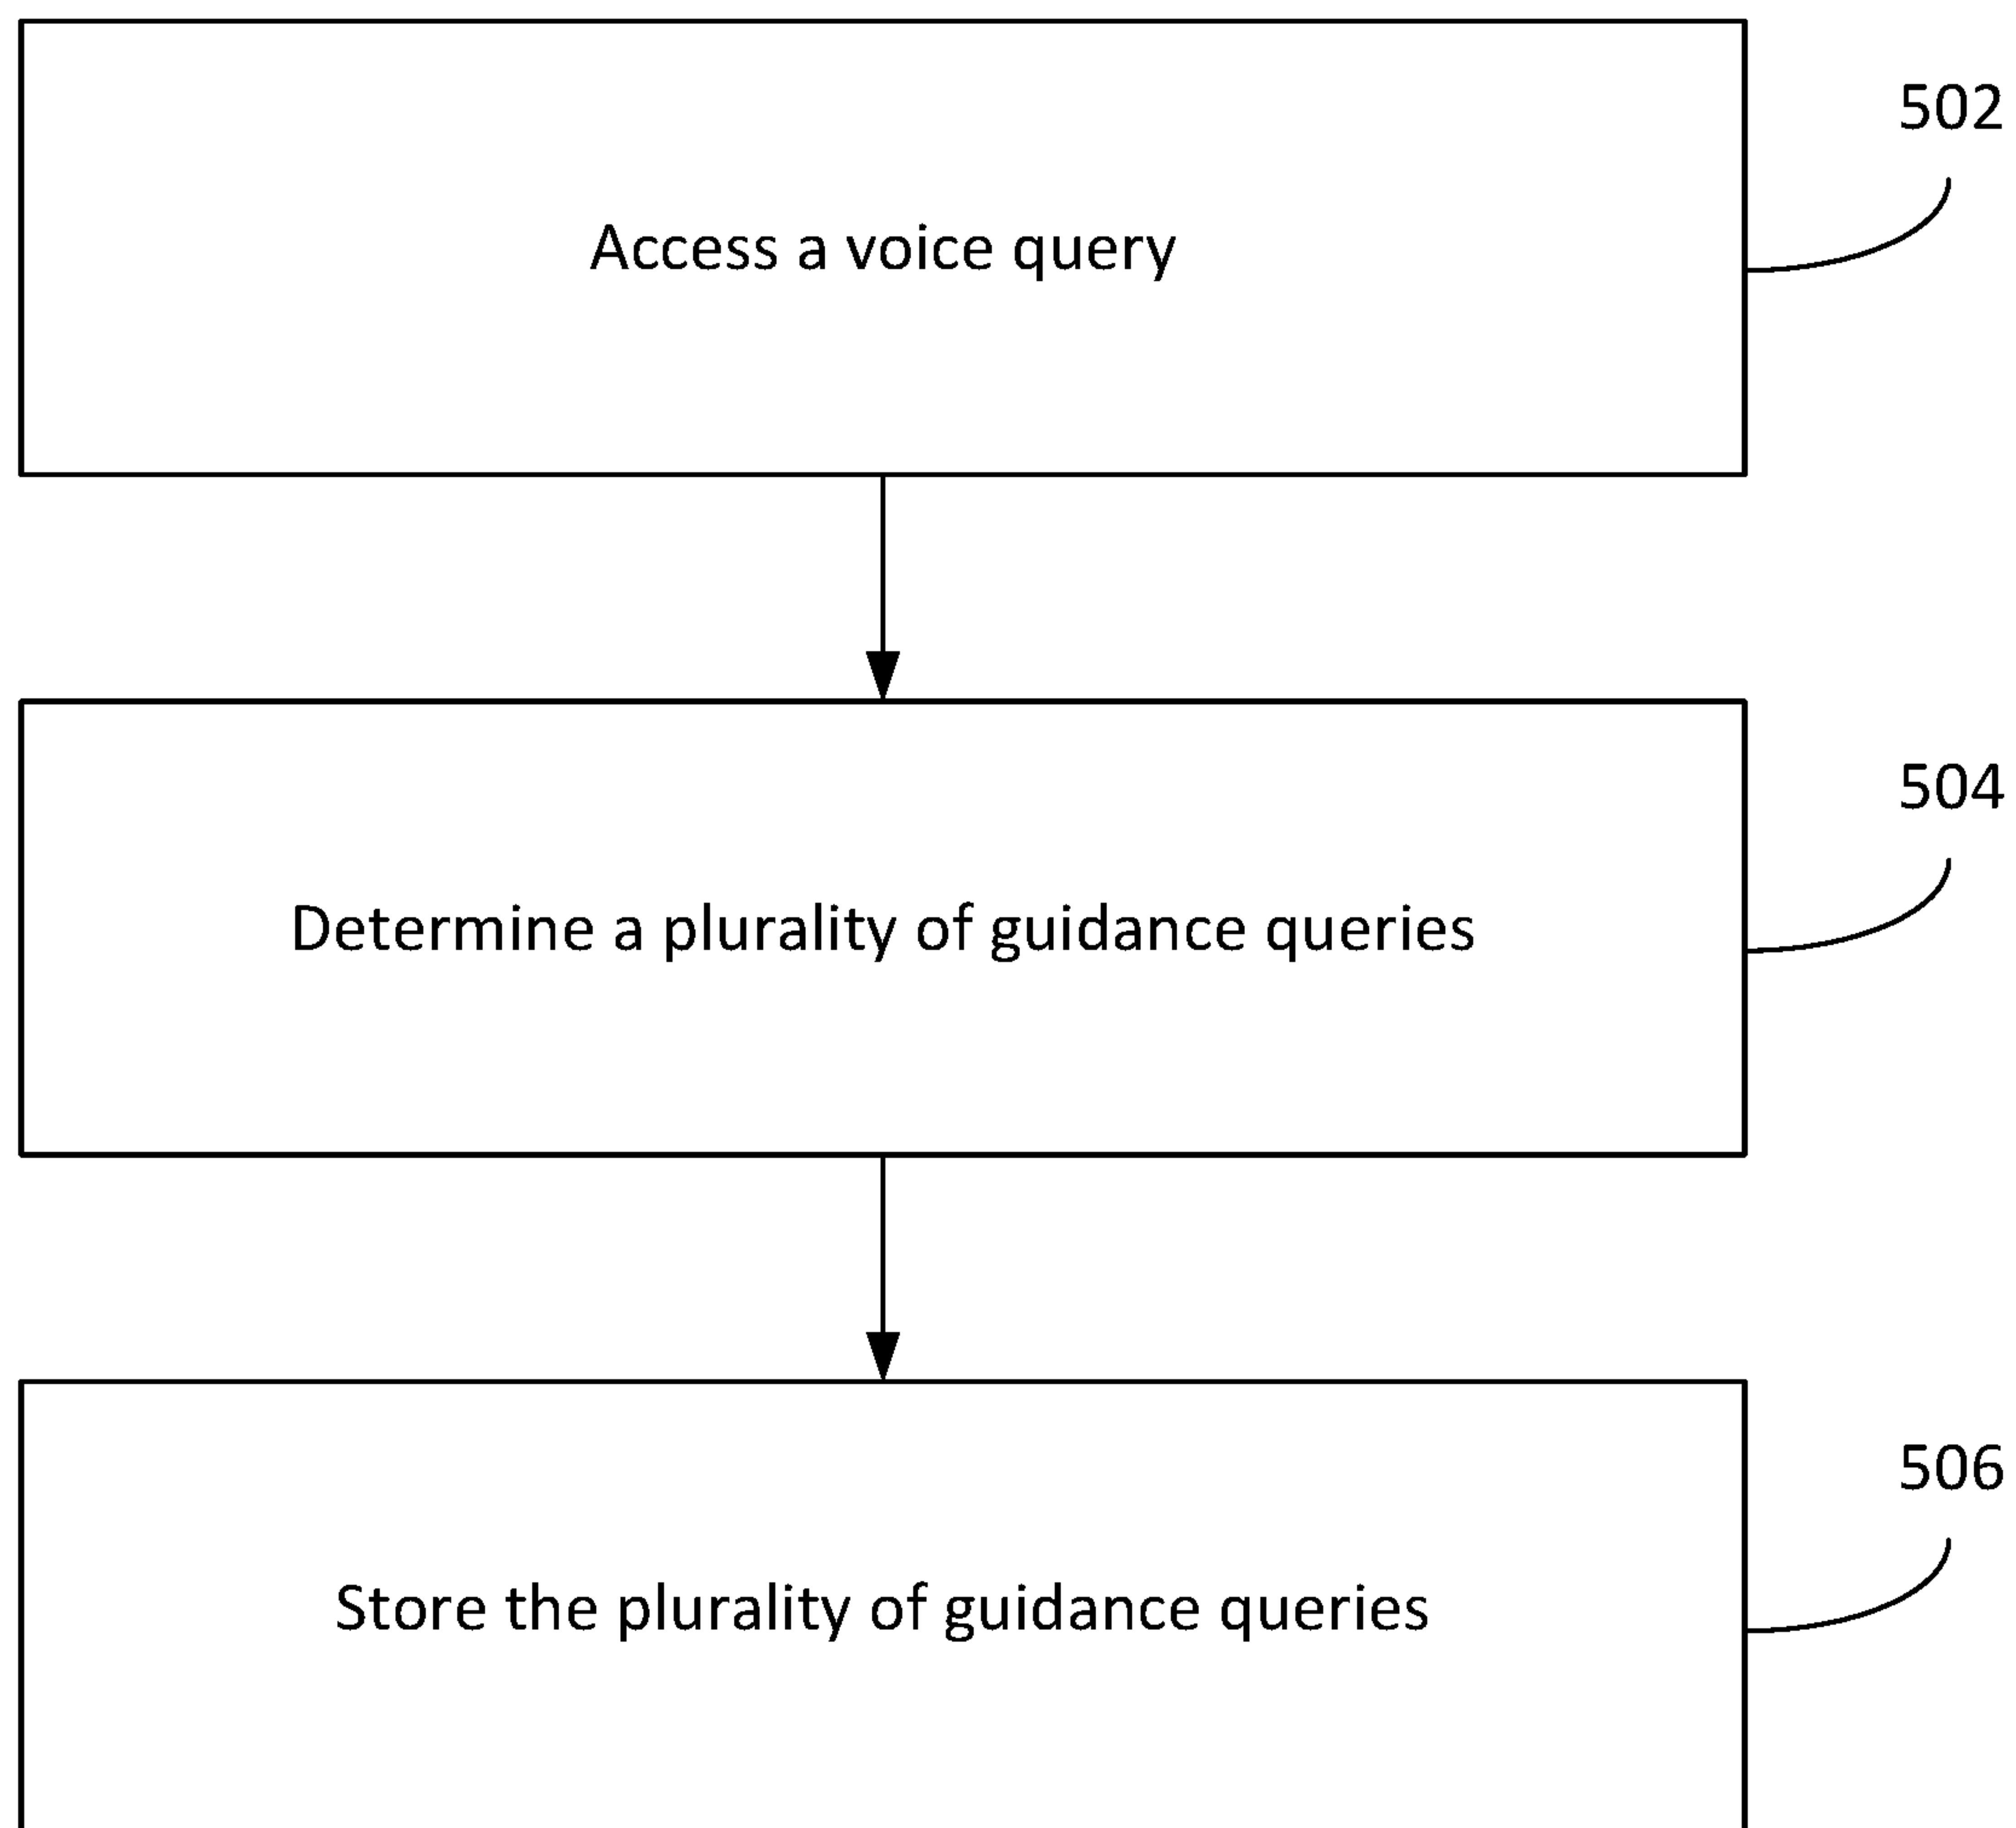 502
Access a voice query
504
Determine a plurality of guidance queries
506
Store the plurality of guidance queries